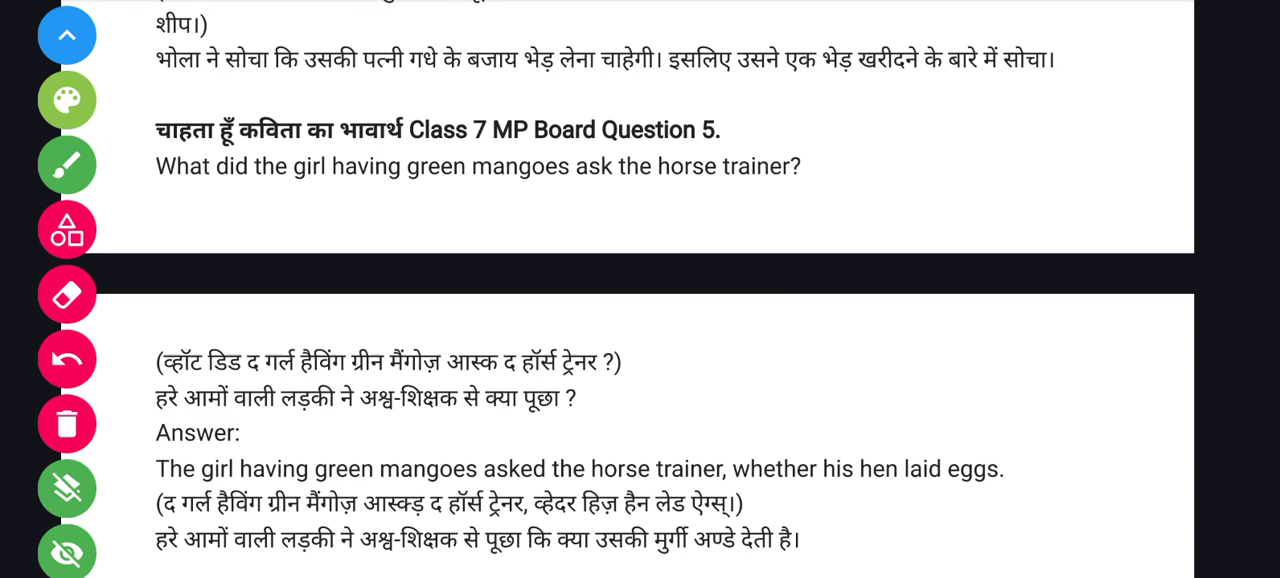 शीप।)
भोला ने सोचा कि उसकी पत्नी गधे के बजाय भेड़ लेना चाहेगी। इसलिए उसने एक भेड़ खरीदने के बारे में सोचा।
चाहता हूँ कविता का भावार्थ Class 7 MP Board Question 5.
What did the girl having green mangoes ask the horse trainer?
(व्हॉट डिड द गर्ल हैविंग ग्रीन मैंगोज़ आस्क द हॉर्स ट्रेनर ?)
हरे आमों वाली लड़की ने अश्व-शिक्षक से क्या पूछा ?
Answer:
The girl having green mangoes asked the horse trainer, whether his hen laid eggs.
(द गर्ल हैविंग ग्रीन मैंगोज़ आस्क्ड़ द हॉर्स ट्रेनर, व्हेदर हिज़ हैन लेड ऐग्स्।)
हरे आमों वाली लड़की ने अश्व-शिक्षक से पूछा कि क्या उसकी मुर्गी अण्डे देती है।